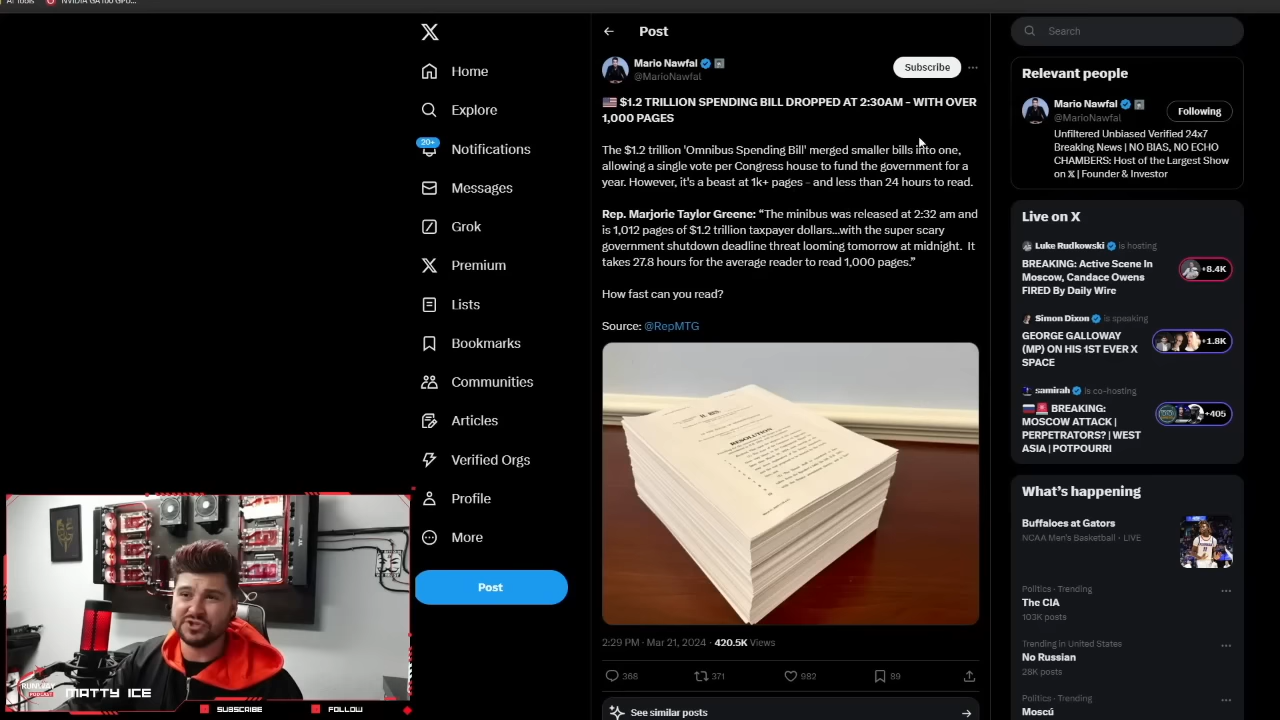 AI Tools
NVIDIA GA100 GPU...
Home
Explore
20+
Notifications
Messages
Grok
Premium
Lists
Bookmarks
Communities
Articles
Verified Orgs
Profile
More
Post
RUNWAY
PODCAST
MATTY ICE
SUBSCRIBE
FOLLOW
Post
Mario Nawfal
@MarioNawfal
Subscribe
$1.2 TRILLION SPENDING BILL DROPPED AT 2:30AM - WITH OVER
1,000 PAGES
The $1.2 trillion 'Omnibus Spending Bill' merged smaller bills into one,
allowing a single vote per Congress house to fund the government for a
year. However, it's a beast at 1k+ pages - and less than 24 hours to read.
Rep. Marjorie Taylor Greene: “The minibus was released at 2:32 am and
is 1,012 pages of $1.2 trillion taxpayer dollars...with the super scary
government shutdown deadline threat looming tomorrow at midnight. It
takes 27.8 hours for the average reader to read 1,000 pages.”
How fast can you read?
Source: @RepMTG
H. RES.
RESOLUTION
2:29 PM · Mar 21, 2024 · 420.5K Views
368
371
982
89
See similar posts
Search
Relevant people
Mario Nawfal
@MarioNawfal
Following
Unfiltered Unbiased Verified 24x7
Breaking News | NO BIAS, NO ECHO
CHAMBERS: Host of the Largest Show
on 𝕏 | Founder & Investor
Live on X
Luke Rudkowski is hosting
BREAKING: Active Scene In
Moscow, Candace Owens
FIRED By Daily Wire
+8.4K
Simon Dixon is speaking
GEORGE GALLOWAY
(MP) ON HIS 1ST EVER X
SPACE
+1.8K
samirah is co-hosting
BREAKING:
MOSCOW ATTACK |
PERPETRATORS? | WEST
ASIA | POTPOURRI
+405
What's happening
Buffaloes at Gators
NCAA Men's Basketball · LIVE
Politics · Trending
The CIA
103K posts
Trending in United States
No Russian
28K posts
Politics · Trending
Moscú